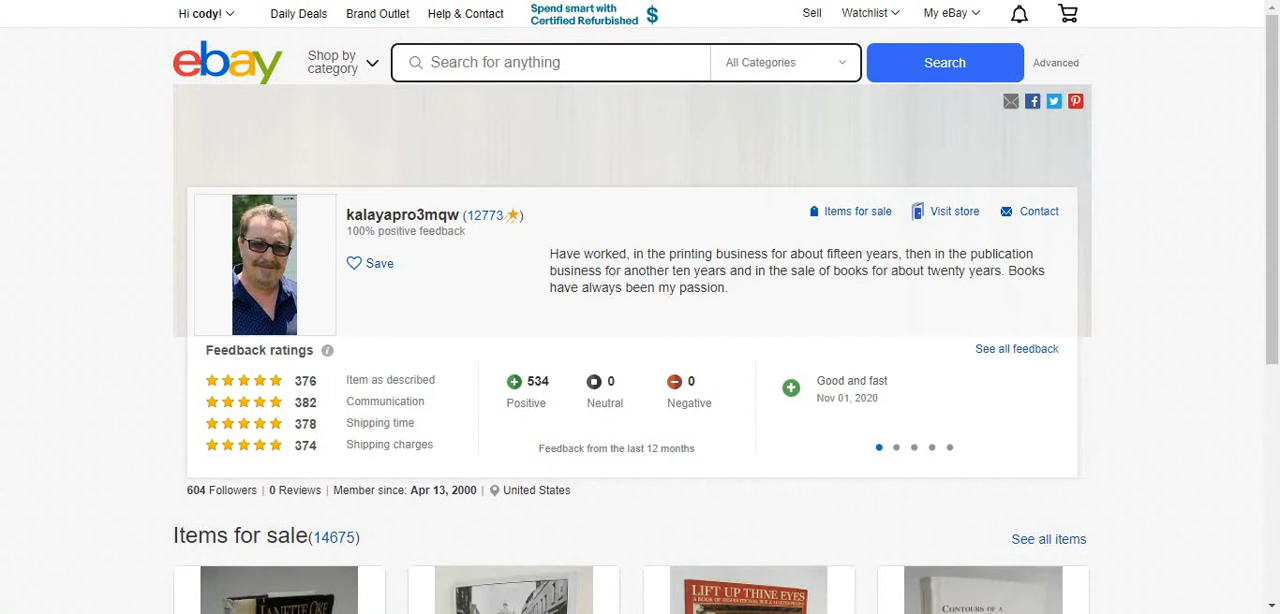 Hi cody!
Daily Deals
Brand Outlet
Help & Contact
Spend smart with
Certified Refurbished
$
Sell
Watchlist
My eBay
ebay
Shop by
category
Search for anything
All Categories
Search
Advanced
kalayapro3mqw (12773)
100% positive feedback
Save
Items for sale
Visit store
Contact
Have worked, in the printing business for about fifteen years, then in the publication
business for another ten years and in the sale of books for about twenty years. Books
have always been my passion.
Feedback ratings
See all feedback
376 Item as described
382 Communication
378 Shipping time
374 Shipping charges
534
Positive
0
Neutral
0
Negative
Feedback from the last 12 months
Good and fast
Nov 01, 2020
604 Followers | 0 Reviews | Member since: Apr 13, 2000 | United States
Items for sale(14675)
See all items
JANETTE OKE
LIFT UP THINE EYES
CONTOURS OF A